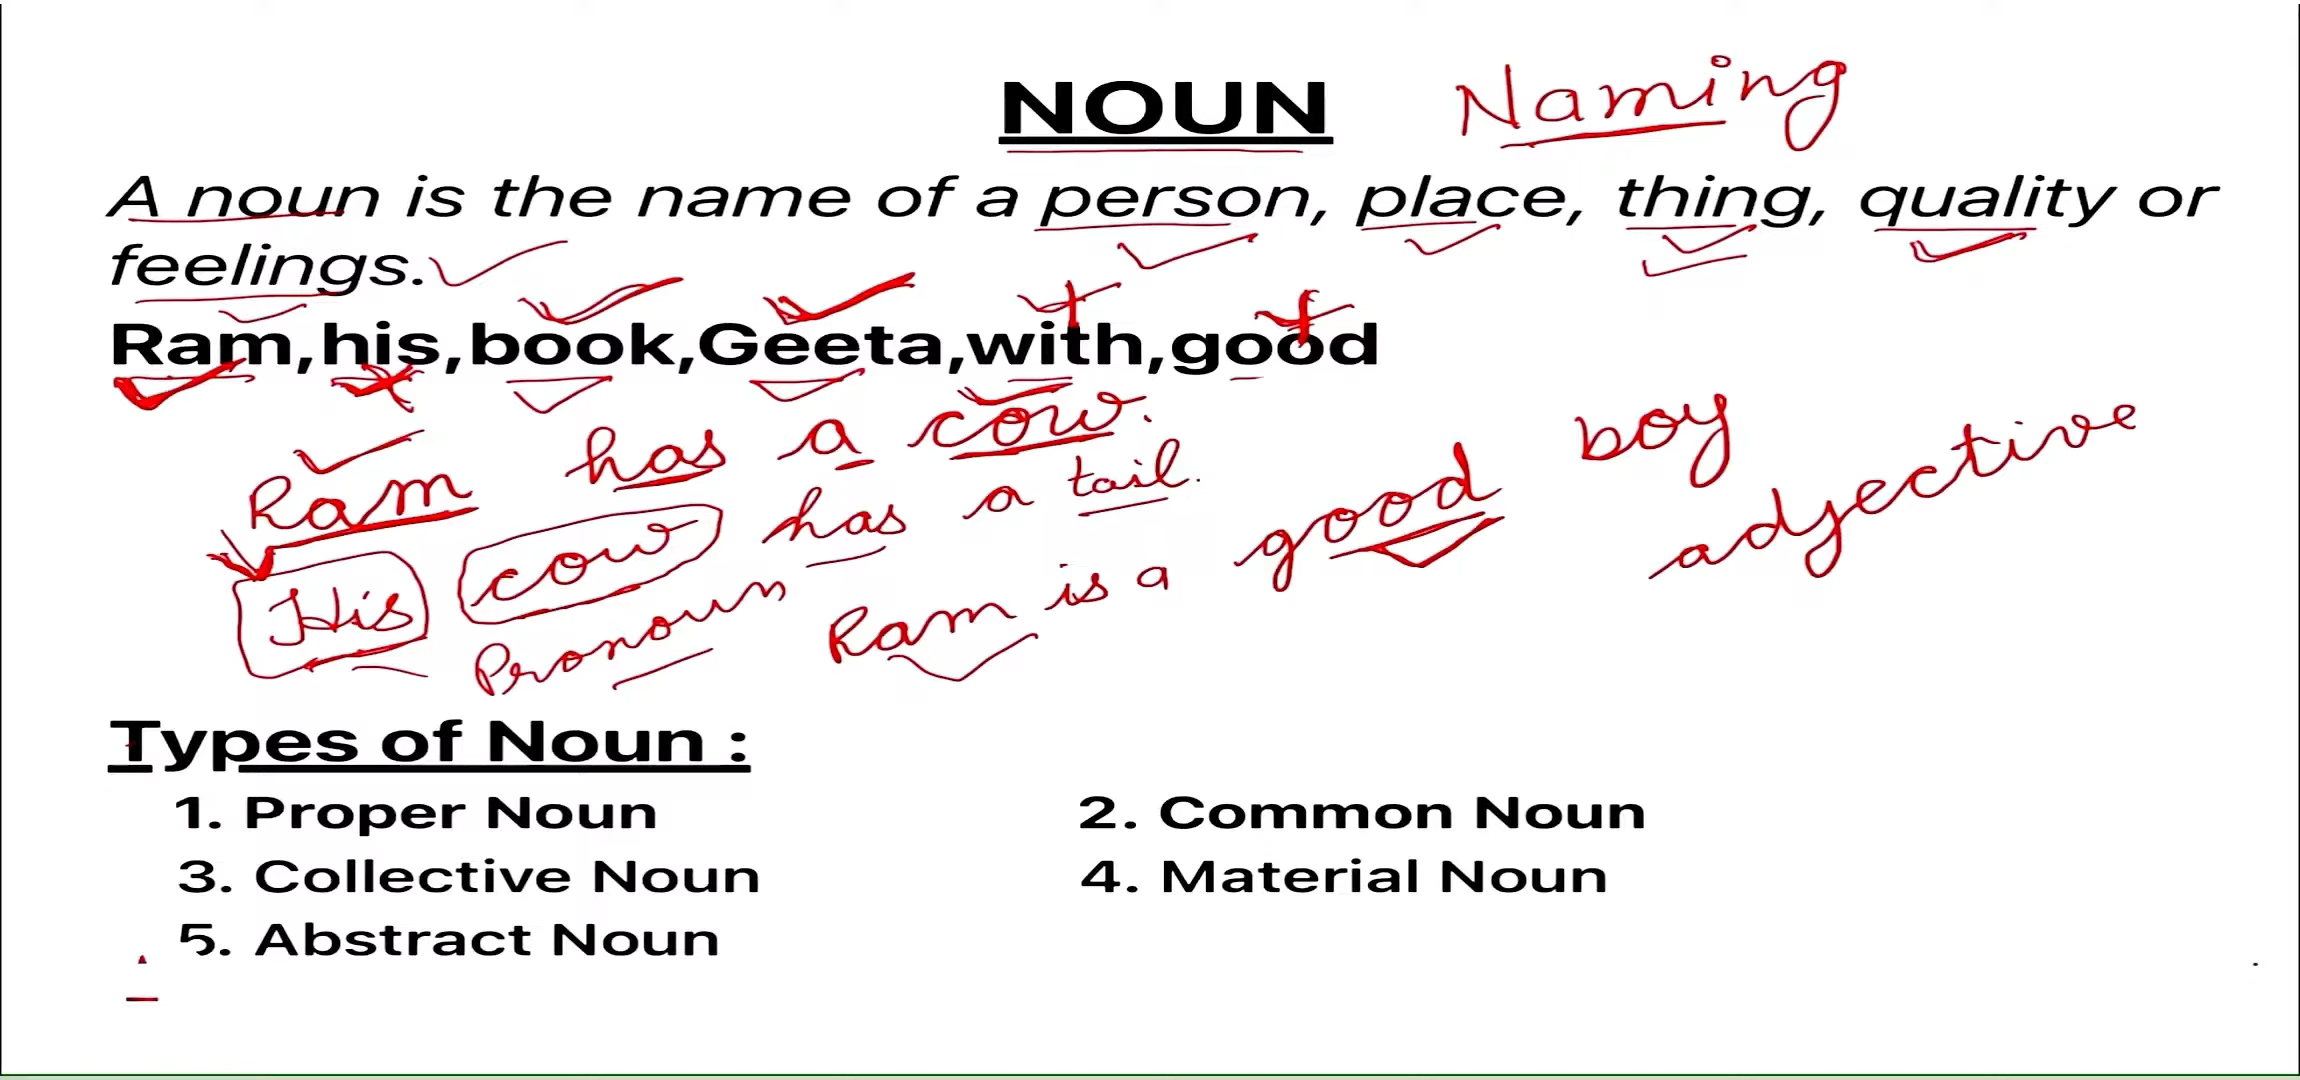 NOUN Naming
A noun is the name of a person, place, thing, quality or
feelings.
Ram,his,book,Geeta,with,good
Ram has a cow.
His cow has a tail.
Pronoun
Ram is a good boy
adjective
Types of Noun :
1. Proper Noun 2. Common Noun
3. Collective Noun 4. Material Noun
5. Abstract Noun